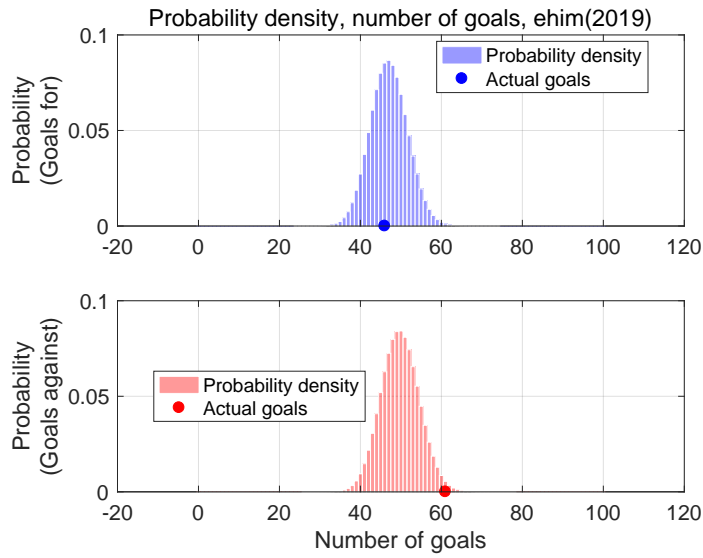 Probability density, number of goals, ehim(2019)
Probability
(Goals for)
0.1
0.05
0
Probability density
Actual goals
-20 0 20 40 60 80 100 120
Probability
(Goals against)
0.1
0.05
0
Probability density
Actual goals
-20 0 20 40 60 80 100 120
Number of goals